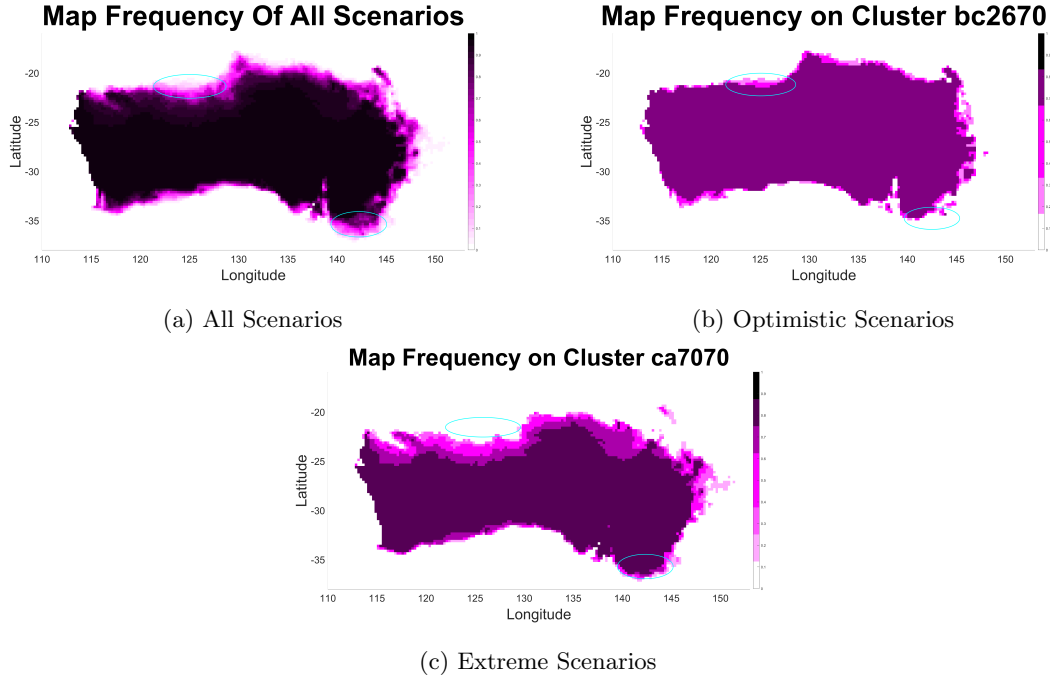 Map Frequency Of All Scenarios
Latitude
-20
-25
-30
-35
110 115 120 125 130 135 140 145 150
Longitude
(a) All Scenarios
Map Frequency on Cluster bc2670
Latitude
-20
-25
-30
-35
110 115 120 125 130 135 140 145 150
Longitude
(b) Optimistic Scenarios
Map Frequency on Cluster ca7070
Latitude
-20
-25
-30
-35
110 115 120 125 130 135 140 145 150
Longitude
(c) Extreme Scenarios